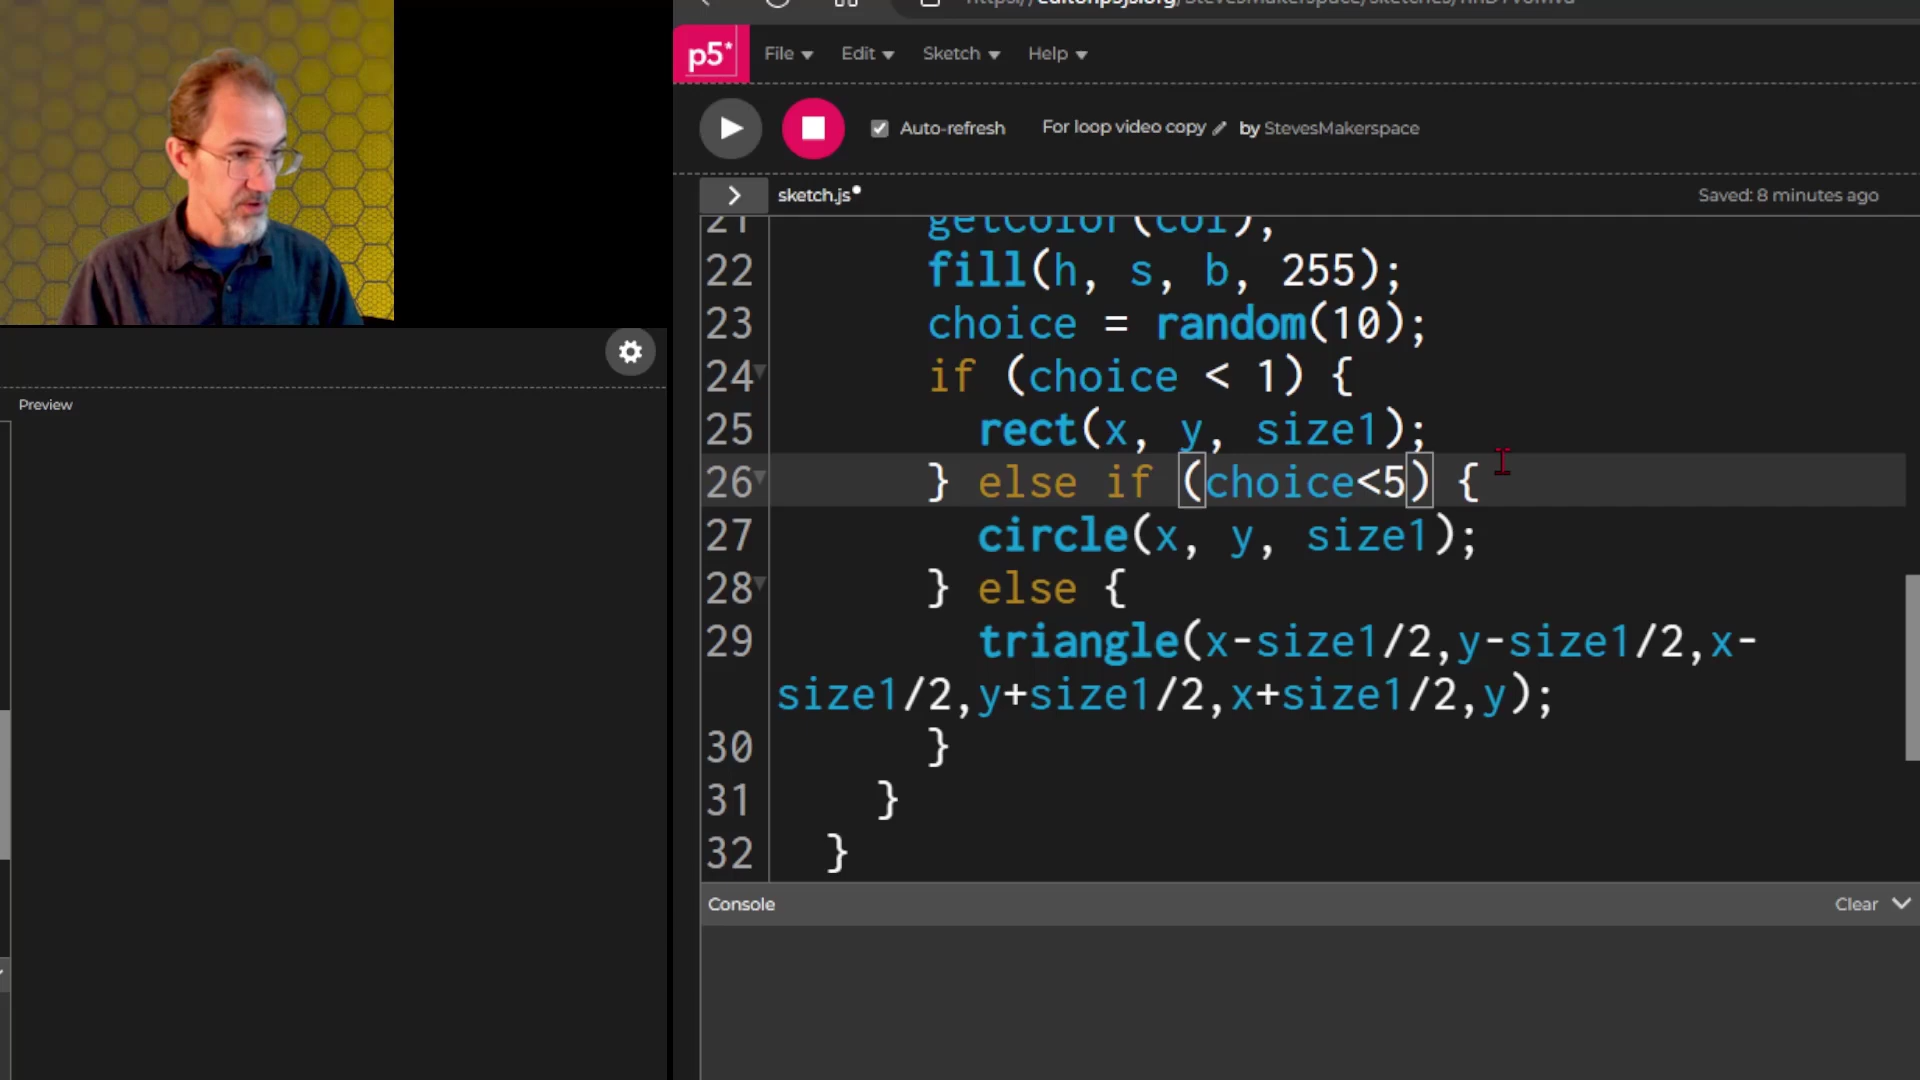 p5* File Edit Sketch Help
Auto-refresh For loop video copy by StevesMakerspace
sketch.js Saved: 8 minutes ago
Preview
21 getColor(col);
22 fill(h, s, b, 255);
23 choice = random(10);
24 if (choice < 1) {
25 rect(x, y, size1);
26 } else if (choice<5) {
27 circle(x, y, size1);
28 } else {
29 triangle(x-size1/2,y-size1/2,x-
size1/2,y+size1/2,x+size1/2,y);
30 }
31 }
32 }
Console Clear